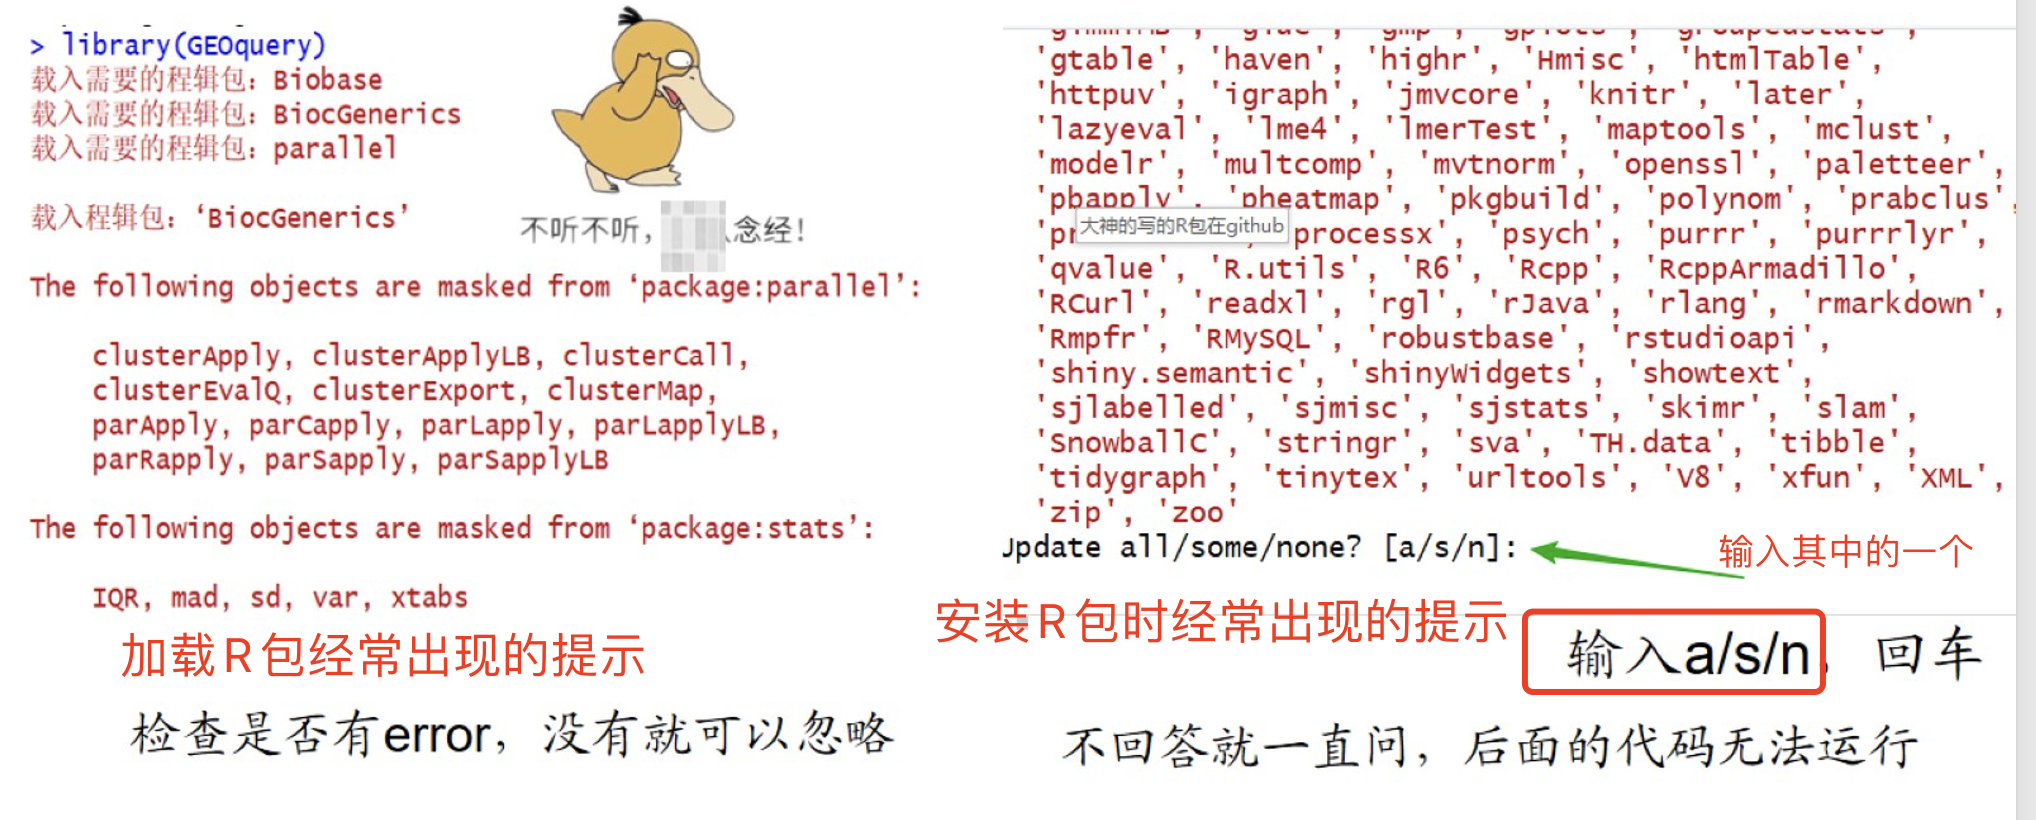 > library(GEOquery)
载入需要的程辑包：Biobase
载入需要的程辑包：BiocGenerics
载入需要的程辑包：parallel
载入程辑包：‘BiocGenerics’
The following objects are masked from ‘package:parallel’:
clusterApply, clusterApplyLB, clusterCall,
clusterEvalQ, clusterExport, clusterMap,
parApply, parCapply, parLapply, parLapplyLB,
parRapply, parSapply, parSapplyLB
The following objects are masked from ‘package:stats’:
IQR, mad, sd, var, xtabs
加载R包经常出现的提示
检查是否有error，没有就可以忽略
不听不听，
念经！
'gtable', 'haven', 'highr', 'Hmisc', 'htmlTable',
'httpuv', 'igraph', 'jmvcore', 'knitr', 'later',
'lazyeval', 'lme4', 'lmerTest', 'maptools', 'mclust',
'modelr', 'multcomp', 'mvtnorm', 'openssl', 'paletteer',
'pbapply', 'pheatmap', 'pkgbuild', 'polynom', 'prabclus',
大神的写的R包在github
'processx', 'psych', 'purrr', 'purrrlyr',
'qvalue', 'R.utils', 'R6', 'Rcpp', 'RcppArmadillo',
'RCurl', 'readxl', 'rgl', 'rJava', 'rlang', 'rmarkdown',
'Rmpfr', 'RMySQL', 'robustbase', 'rstudioapi',
'shiny.semantic', 'shinyWidgets', 'showtext',
'sjlabelled', 'sjmisc', 'sjstats', 'skimr', 'slam',
'SnowballC', 'stringr', 'sva', 'TH.data', 'tibble',
'tidygraph', 'tinytex', 'urltools', 'V8', 'xfun', 'XML',
'zip', 'zoo'
Update all/some/none? [a/s/n]:
输入其中的一个
安装R包时经常出现的提示
输入a/s/n，回车
不回答就一直问，后面的代码无法运行